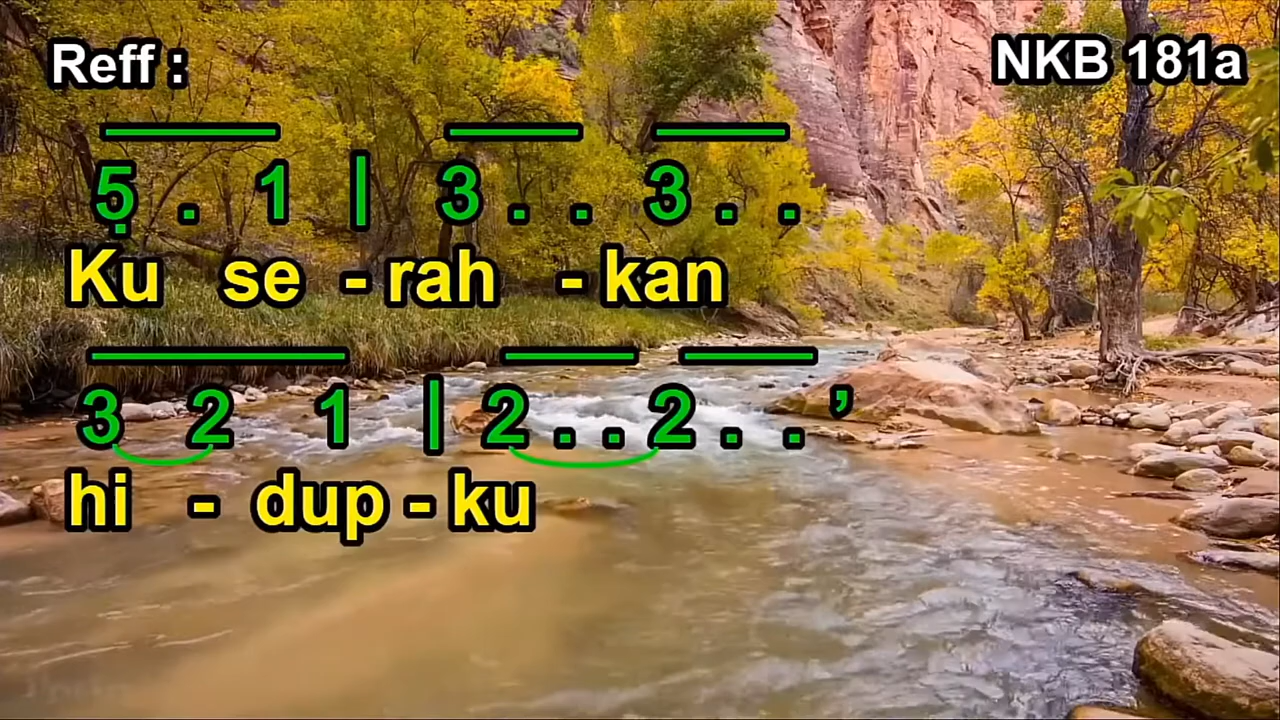 Reff :
NKB 181a
5̣ . 1 | 3 . . 3 . .
Ku se - rah - kan
3 2 1 | 2 . . 2 . . ’
hi - dup - ku